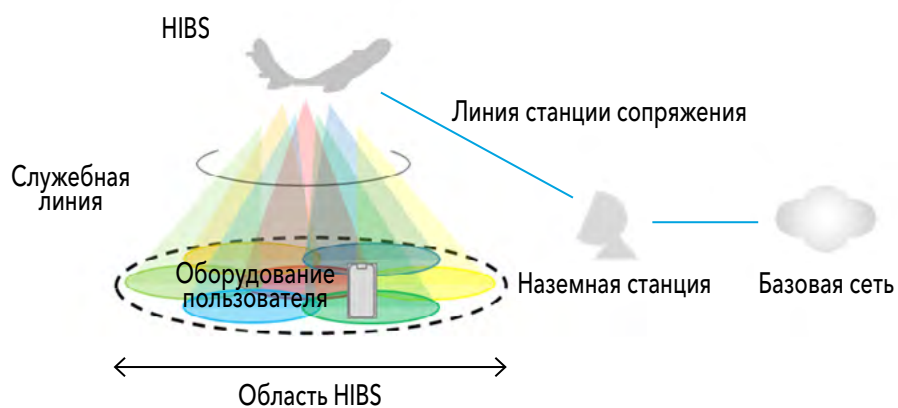 HIBS
Линия станции сопряжения
Служебная
линия
Оборудование
пользователя
Наземная станция
Базовая сеть
Область HIBS